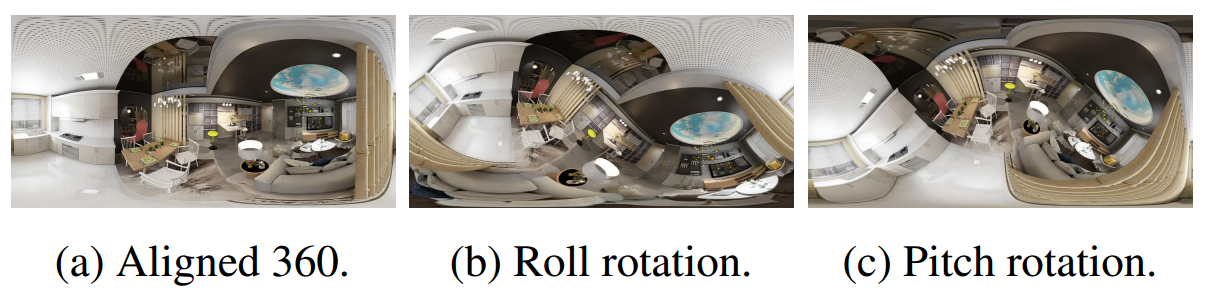 (a) Aligned 360.
(b) Roll rotation.
(c) Pitch rotation.